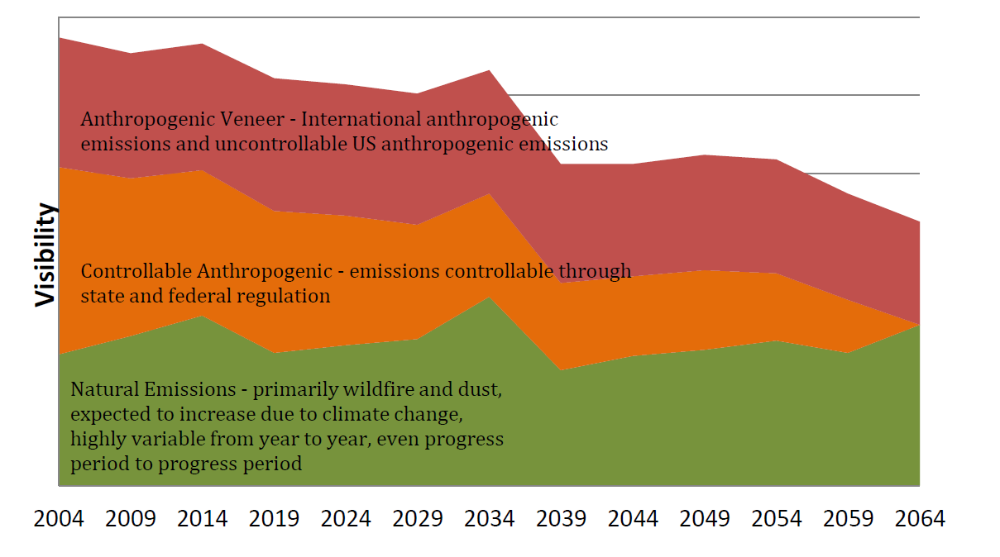 Anthropogenic Veneer - International anthropogenic
emissions and uncontrollable US anthropogenic emissions
Visibility
Controllable Anthropogenic - emissions controllable through
state and federal regulation
Natural Emissions - primarily wildfire and dust,
expected to increase due to climate change,
highly variable from year to year, even progress
period to progress period
2004 2009 2014 2019 2024 2029 2034 2039 2044 2049 2054 2059 2064